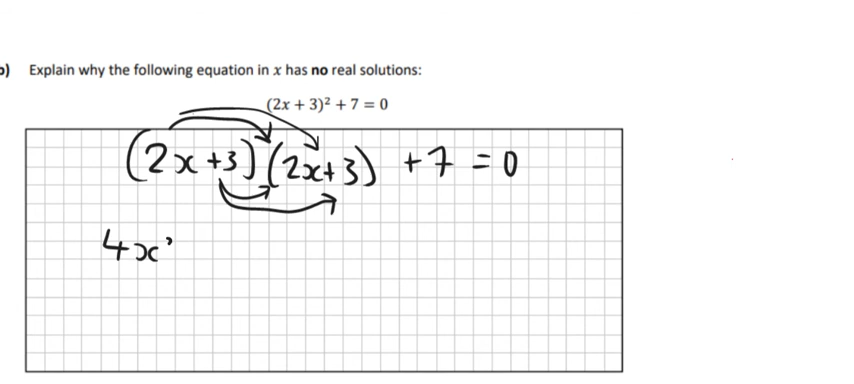 b) Explain why the following equation in x has no real solutions:
(2x + 3)² + 7 = 0
(2x+3)(2x+3) +7 =0
4x²